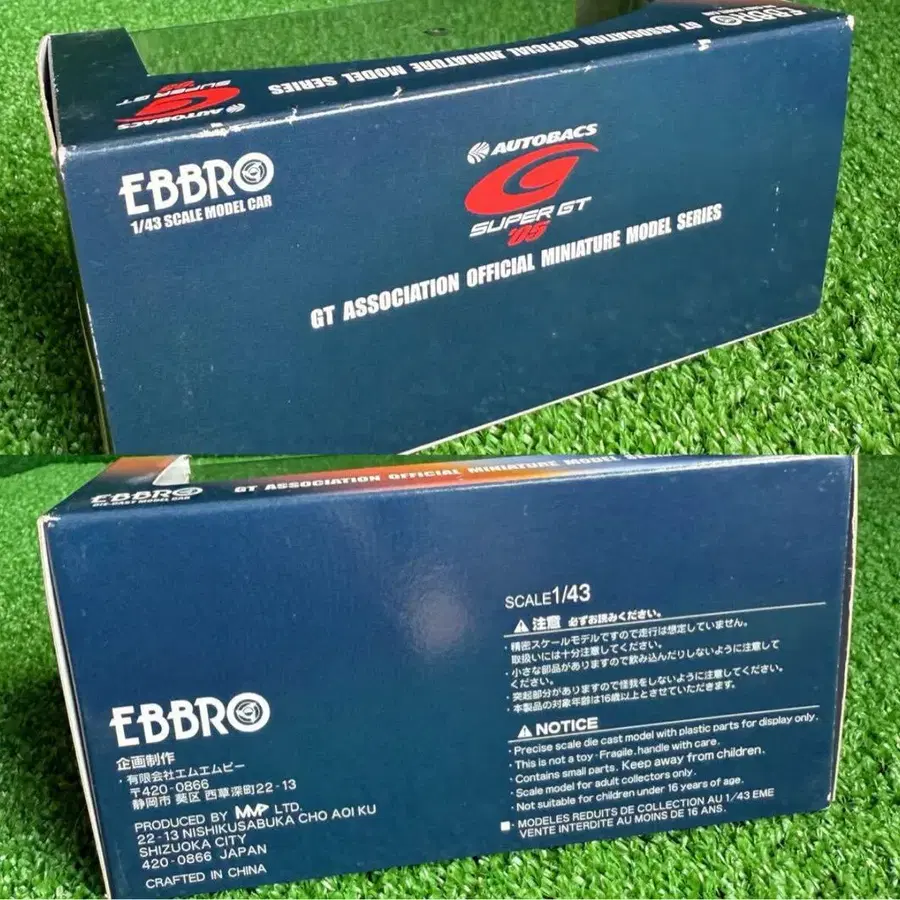 EBBRO
GT ASSOCIATION OFFICIAL MINIATURE MODEL SERIES
AUTOBACS
SUPER GT
'05
EBBRO
1/43 SCALE MODEL CAR
AUTOBACS
SUPER GT
'05
GT ASSOCIATION OFFICIAL MINIATURE MODEL SERIES
EBBRO
DIE-CAST MODEL CAR
GT ASSOCIATION OFFICIAL MINIATURE MODEL
SCALE1/43
注意 必ずお読みください。
・精密スケールモデルですので走行は想定していません。
取扱いには十分注意してください。
・小さな部品がありますので飲み込んだりしないように注意して
ください。
・突起部分がありますので怪我をしないように注意してください。
・本製品の対象年齢は16歳以上とさせていただきます。
NOTICE
・Precise scale die cast model with plastic parts for display only.
・This is not a toy・Fragile, handle with care.
・Contains small parts. Keep away from children.
・Scale model for adult collectors only.
・Not suitable for children under 16 years of age.
・MODELES REDUITS DE COLLECTION AU 1/43 EME
VENTE INTERDITE AU MOINS DE 16 ANS.
EBBRO
企画制作
・有限会社エムエムピー
〒420-0866
静岡市 葵区 西草深町22-13
PRODUCED BY MMP LTD.
22-13 NISHIKUSABUKA CHO AOI KU
SHIZUOKA CITY
420-0866 JAPAN
CRAFTED IN CHINA